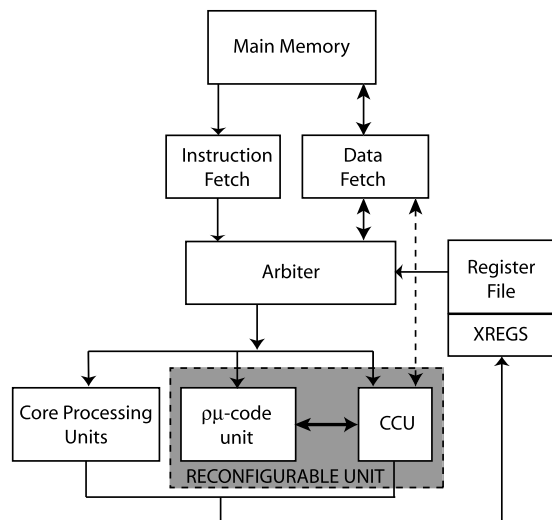 Main Memory
Instruction
Fetch
Data
Fetch
Arbiter
Register
File
XREGS
Core Processing
Units
ρμ-code
unit
CCU
RECONFIGURABLE UNIT